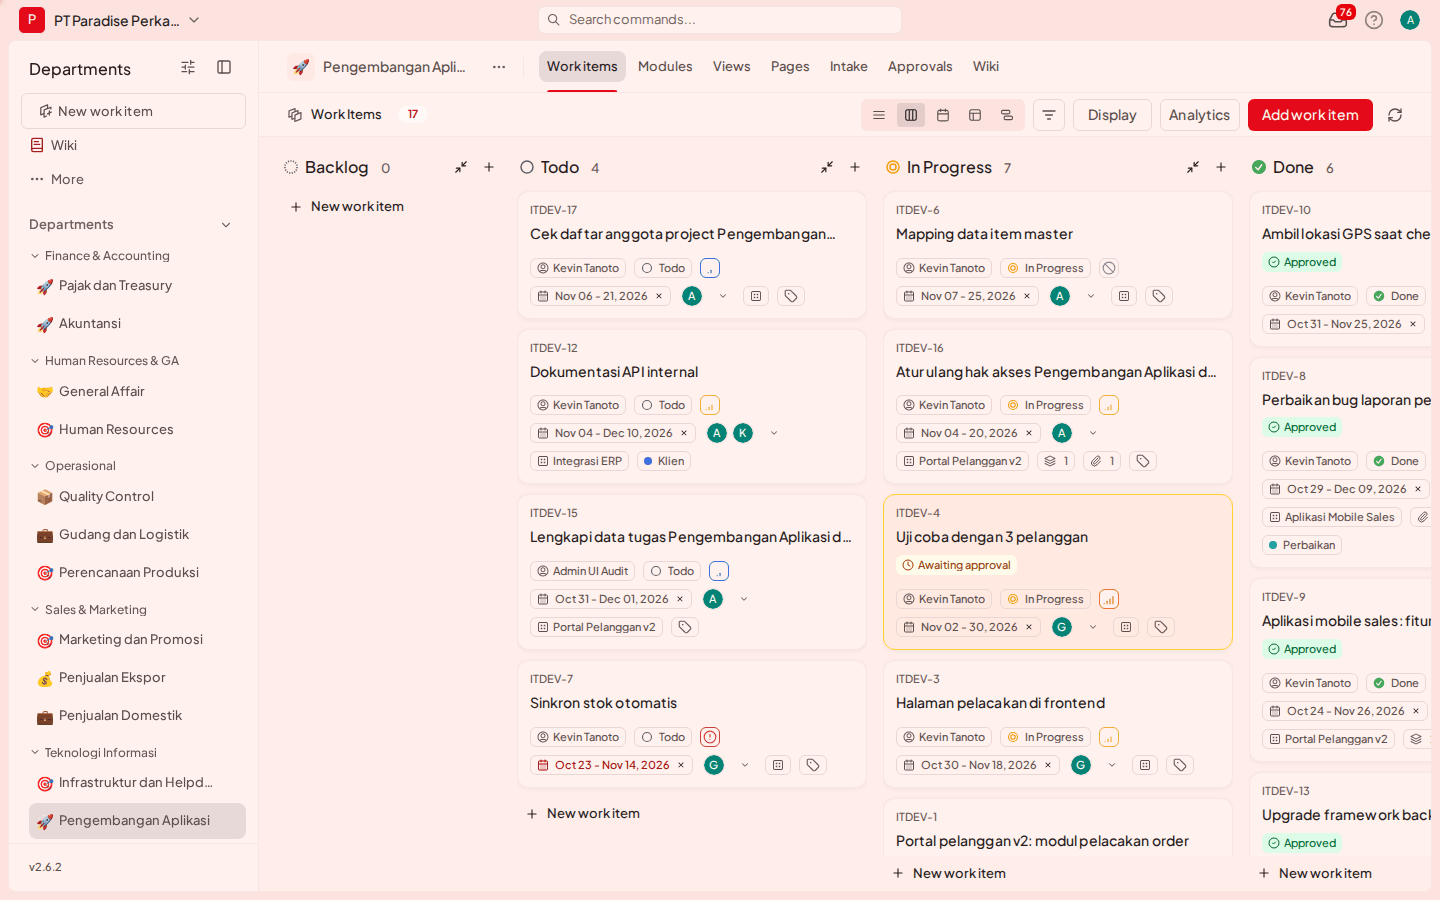 P PT Paradise Perka...
Search commands...
76
A
Departments
New work item
Wiki
More
Departments
Finance & Accounting
Pajak dan Treasury
Akuntansi
Human Resources & GA
General Affair
Human Resources
Operasional
Quality Control
Gudang dan Logistik
Perencanaan Produksi
Sales & Marketing
Marketing dan Promosi
Penjualan Ekspor
Penjualan Domestik
Teknologi Informasi
Infrastruktur dan Helpd...
Pengembangan Aplikasi
v2.6.2
Pengembangan Apli...
Work items Modules Views Pages Intake Approvals Wiki
Work Items 17
Display Analytics Add work item
Backlog 0
New work item
Todo 4
ITDEV-17
Cek daftar anggota project Pengembangan...
Kevin Tanoto Todo
Nov 06 - 21, 2026 A
ITDEV-12
Dokumentasi API internal
Kevin Tanoto Todo
Nov 04 - Dec 10, 2026 A K
Integrasi ERP Klien
ITDEV-15
Lengkapi data tugas Pengembangan Aplikasi d...
Admin UI Audit Todo
Oct 31 - Dec 01, 2026 A
Portal Pelanggan v2
ITDEV-7
Sinkron stok otomatis
Kevin Tanoto Todo
Oct 23 - Nov 14, 2026 G
New work item
In Progress 7
ITDEV-6
Mapping data item master
Kevin Tanoto In Progress
Nov 07 - 25, 2026 A
ITDEV-16
Atur ulang hak akses Pengembangan Aplikasi d...
Kevin Tanoto In Progress
Nov 04 - 20, 2026 A
Portal Pelanggan v2 1 1
ITDEV-4
Uji coba dengan 3 pelanggan
Awaiting approval
Kevin Tanoto In Progress
Nov 02 - 30, 2026 G
ITDEV-3
Halaman pelacakan di frontend
Kevin Tanoto In Progress
Oct 30 - Nov 18, 2026 G
ITDEV-1
Portal pelanggan v2: modul pelacakan order
New work item
Done 6
ITDEV-10
Ambil lokasi GPS saat che
Approved
Kevin Tanoto Done
Oct 31 - Nov 25, 2026
ITDEV-8
Perbaikan bug laporan pe
Approved
Kevin Tanoto Done
Oct 29 - Dec 09, 2026
Aplikasi Mobile Sales
Perbaikan
ITDEV-9
Aplikasi mobile sales: fitur
Approved
Kevin Tanoto Done
Oct 24 - Nov 26, 2026
Portal Pelanggan v2
ITDEV-13
Upgrade framework back
Approved
New work item